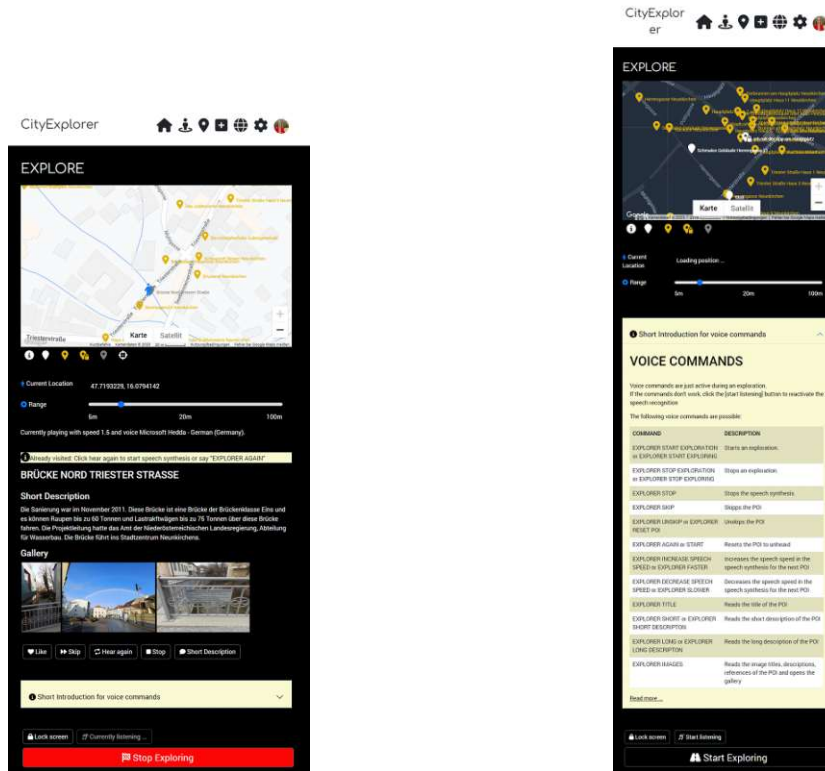 CityExplorer
EXPLORE
Triesterstraße
Karte Satellit
Current Location 47.7193229, 16.0794142
Range
5m 20m 100m
Currently playing with speed 1.5 and voice Microsoft Hedda - German (Germany).
Already visited: Click hear again to start speech synthesis or say "EXPLORER AGAIN"
BRÜCKE NORD TRIESTER STRASSE
Short Description
Die Sanierung war im November 2011. Diese Brücke ist eine Brücke der Brückenklasse Eins und
es können Raupen bis zu 60 Tonnen und Lastraftwägen bis zu 75 Tonnen über diese Brücke
fahren. Die Projektleitung hatte das Amt der Niederösterreichischen Landesregierung, Abteilung
für Wasserbau. Die Brücke führt ins Stadtzentrum Neunkirchens.
Gallery
Like Skip Hear again Stop Short Description
Short Introduction for voice commands
Lock screen Currently listening ...
Stop Exploring
CityExplor
er
EXPLORE
Karte Satellit
Google
Current
Location
Loading position ...
Range
5m 20m 100m
Short Introduction for voice commands
VOICE COMMANDS
Voice commands are just active during an exploration.
If the commands don't work, click the [start listening] button to reactivate the
speech recognition
The following voice commands are possible:
COMMAND DESCRIPTION
EXPLORER START EXPLORATION Starts an exploration.
or EXPLORER START EXPLORING
EXPLORER STOP EXPLORATION Stops an exploration
or EXPLORER STOP EXPLORING
EXPLORER STOP Stops the speech synthesis
EXPLORER SKIP Skipps the POI
EXPLORER UNSKIP or EXPLORER Unskips the POI
RESET POI
EXPLORER AGAIN or START Resets the POI to unheard
EXPLORER INCREASE SPEECH Increases the speech speed in the
SPEED or EXPLORER FASTER speech synthesis for the next POI
EXPLORER DECREASE SPEECH Decreases the speech speed in the
SPEED or EXPLORER SLOWER speech synthesis for the next POI
EXPLORER TITLE Reads the title of the POI
EXPLORER SHORT or EXPLORER Reads the short description of the POI
SHORT DESCRIPTON
EXPLORER LONG or EXPLORER Reads the long description of the POI
LONG DESCRIPTION
EXPLORER IMAGES Reads the image titles, descriptions,
references of the POI and opens the
gallery
Read more ...
Lock screen Start listening
Start Exploring